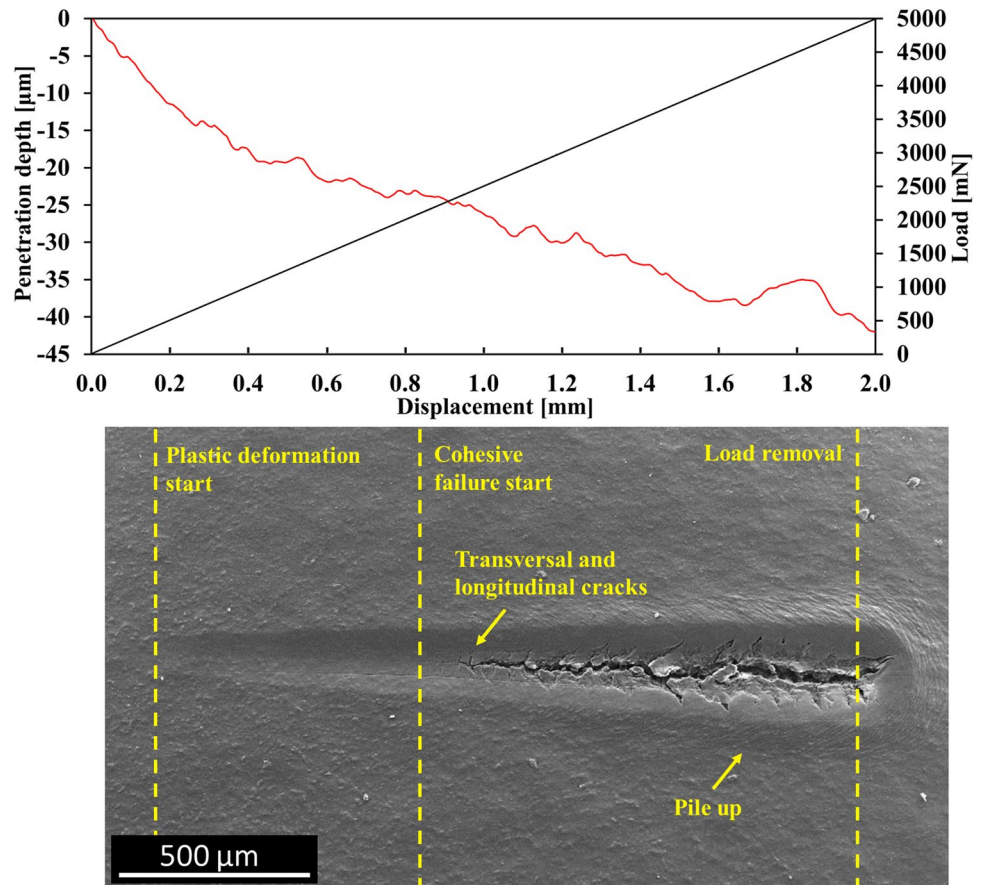 0
-5
-10
-15
-20
-25
-30
-35
-40
-45
Penetration depth [µm]
5000
4500
4000
3500
3000
2500
2000
1500
1000
500
0
Load [mN]
0.0 0.2 0.4 0.6 0.8 1.0 1.2 1.4 1.6 1.8 2.0
Displacement [mm]
Plastic deformation
start
Cohesive
failure start
Load removal
Transversal and
longitudinal cracks
Pile up
500 µm